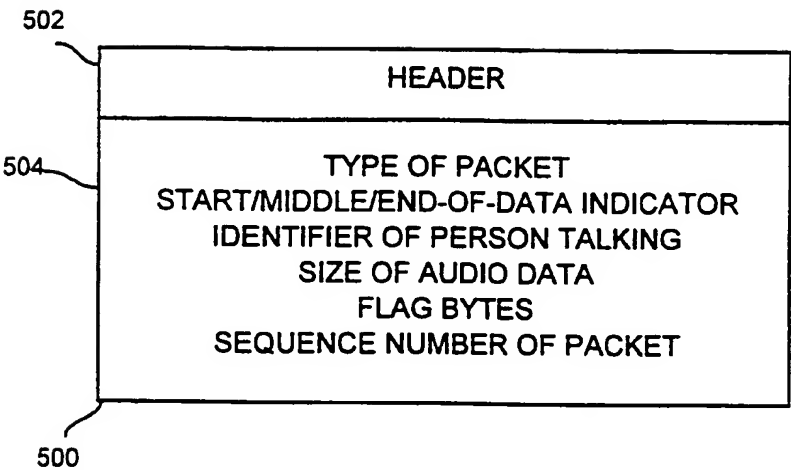 502
HEADER
504
TYPE OF PACKET
START/MIDDLE/END-OF-DATA INDICATOR
IDENTIFIER OF PERSON TALKING
SIZE OF AUDIO DATA
FLAG BYTES
SEQUENCE NUMBER OF PACKET
500